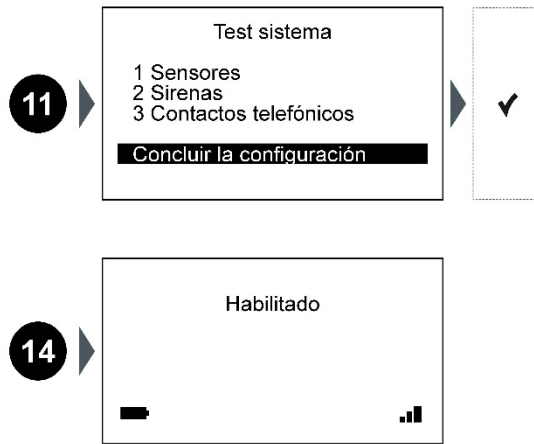 Test sistema
1 Sensores
2 Sirenas
3 Contactos telefónicos
11
Concluir la configuración
Habilitado
14